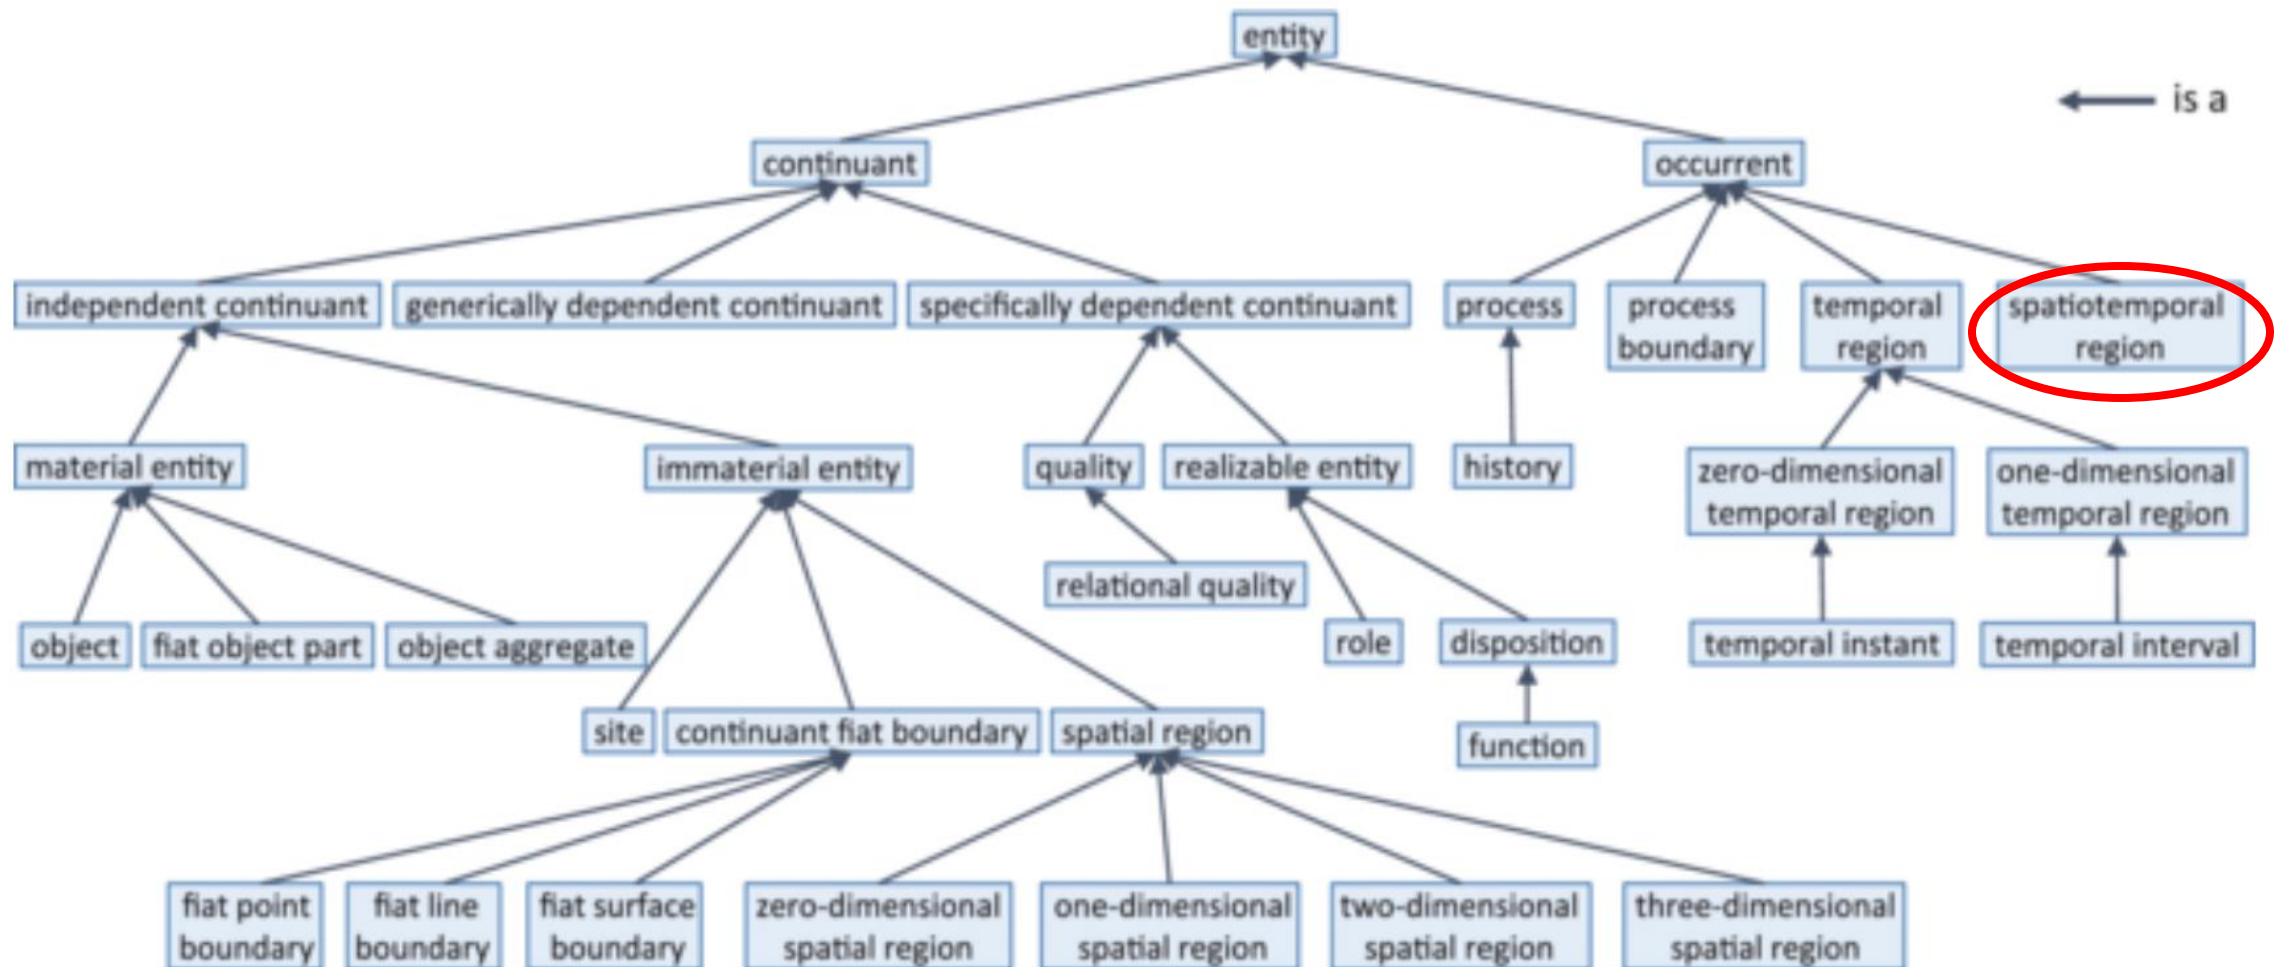 entity
is a
continuant
occurrent
independent continuant
generically dependent continuant
specifically dependent continuant
process
process
boundary
temporal
region
spatiotemporal
region
material entity
immaterial entity
quality
realizable entity
history
zero-dimensional
temporal region
one-dimensional
temporal region
relational quality
object
fiat object part
object aggregate
role
disposition
temporal instant
temporal interval
site
continuant fiat boundary
spatial region
function
fiat point
boundary
fiat line
boundary
fiat surface
boundary
zero-dimensional
spatial region
one-dimensional
spatial region
two-dimensional
spatial region
three-dimensional
spatial region